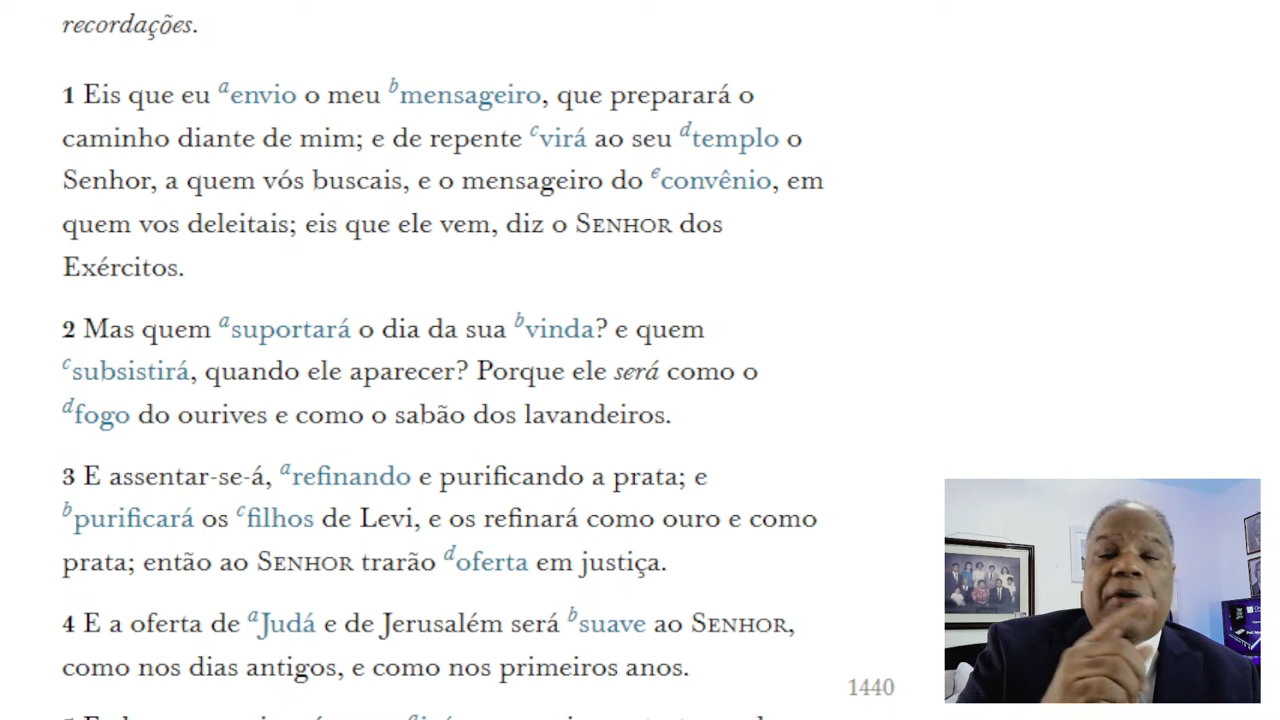 recordações.
1 Eis que eu ᵃenvio o meu ᵇmensageiro, que preparará o
caminho diante de mim; e de repente ᶜvirá ao seu ᵈtemplo o
Senhor, a quem vós buscais, e o mensageiro do ᵉconvênio, em
quem vos deleitais; eis que ele vem, diz o SENHOR dos
Exércitos.
2 Mas quem ᵃsuportará o dia da sua ᵇvinda? e quem
ᶜsubsistirá, quando ele aparecer? Porque ele será como o
ᵈfogo do ourives e como o sabão dos lavandeiros.
3 E assentar-se-á, ᵃrefinando e purificando a prata; e
ᵇpurificará os ᶜfilhos de Levi, e os refinará como ouro e como
prata; então ao SENHOR trarão ᵈoferta em justiça.
4 E a oferta de ᵃJudá e de Jerusalém será ᵇsuave ao SENHOR,
como nos dias antigos, e como nos primeiros anos.
1440